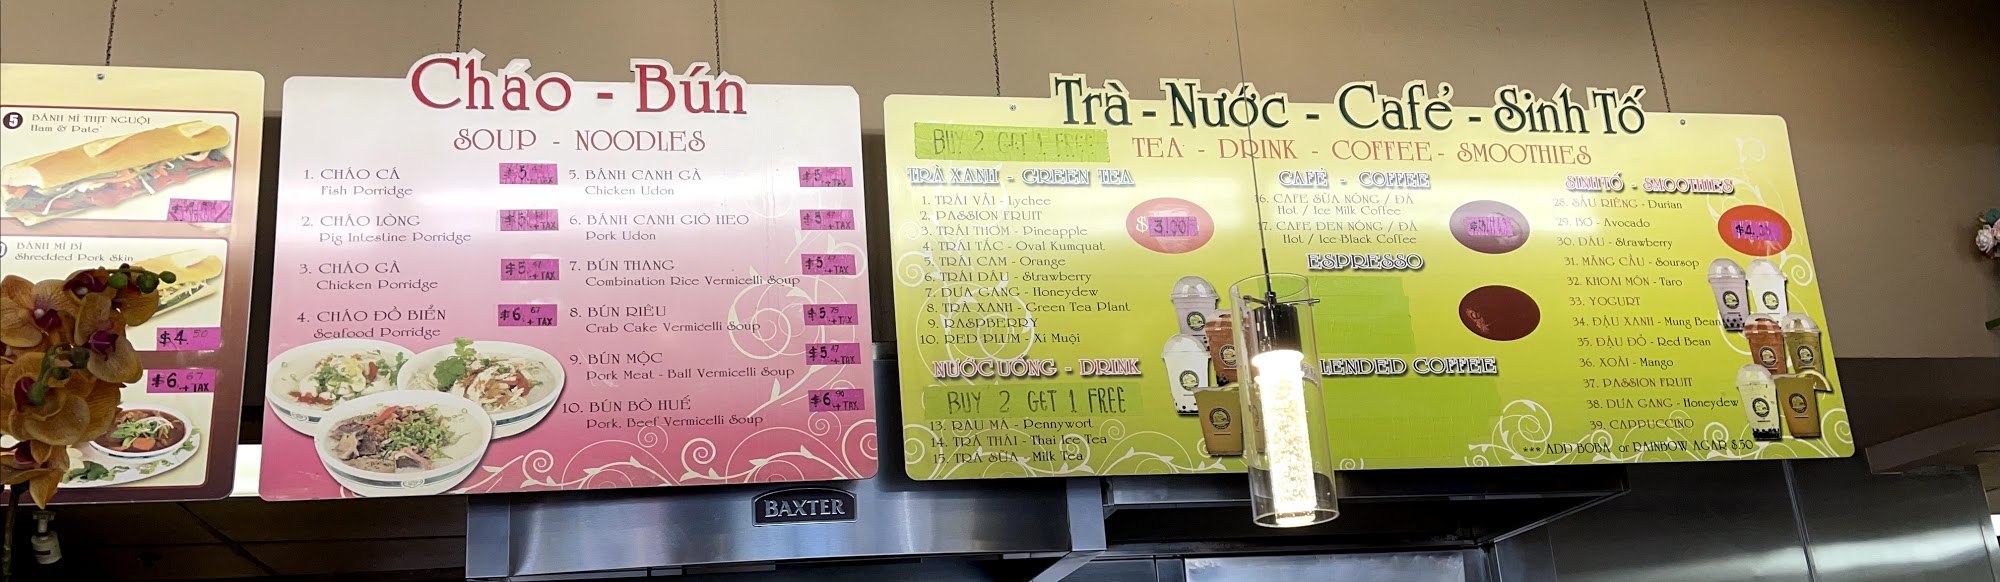 5 BÁNH MÌ THỊT NGUỘI
Ham & Pate'
BÁNH MÌ BÌ
Shredded Pork Skin
$4.50
$6.67
+ TAX
Cháo - Bún
SOUP - NOODLES
1. CHÁO CÁ
Fish Porridge
2. CHÁO LÒNG
Pig Intestine Porridge
+ TAX
3. CHÁO GÀ
Chicken Porridge
+ TAX
4. CHÁO ĐỒ BIỂN $6.67
Seafood Porridge + TAX
5. BÁNH CANH GÀ
Chicken Udon + TAX
6. BÁNH CANH GIÒ HEO
Pork Udon + TAX
7. BÚN THANG
Combination Rice Vermicelli Soup + TAX
8. BÚN RIÊU $5.75
Crab Cake Vermicelli Soup + TAX
9. BÚN MỘC $5.47
Pork Meat - Ball Vermicelli Soup + TAX
10. BÚN BÒ HUẾ $6.90
Pork, Beef Vermicelli Soup + TAX
BAXTER
Trà - Nước - Café - Sinh Tố
BUY 2 GET 1 FREE
TEA - DRINK - COFFEE - SMOOTHIES
TRÀ XANH - GREEN TEA
1. TRÁI VẢI - Lychee
2. PASSION FRUIT
3. TRÁI THƠM - Pineapple
4. TRÁI TẮC - Oval Kumquat
5. TRÁI CAM - Orange
6. TRÁI DÂU - Strawberry
7. DƯA GANG - Honeydew
8. TRÀ XANH - Green Tea Plant
9. RASPBERRY
10. RED PLUM - Xí Muội
$3.00
NƯỚC UỐNG - DRINK
BUY 2 GET 1 FREE
13. RAU MÁ - Pennywort
14. TRÀ THÁI - Thai Ice Tea
15. TRÀ SỮA - Milk Tea
CAFÉ - COFFEE
16. CAFE SỮA NÓNG / ĐÁ
Hot / Ice Milk Coffee
17. CAFE ĐEN NÓNG / ĐÁ
Hot / Ice Black Coffee
ESPRESSO
LENDED COFFEE
SINH TỐ - SMOOTHIES
28. SẦU RIÊNG - Durian
29. BƠ - Avocado
30. DÂU - Strawberry
31. MÃNG CẦU - Soursop
32. KHOAI MÔN - Taro
33. YOGURT
34. ĐẬU XANH - Mung Bean
35. ĐẬU ĐỎ - Red Bean
36. XOÀI - Mango
37. PASSION FRUIT
38. DƯA GANG - Honeydew
39. CAPPUCCINO
*** ADD BOBA or RAINBOW AGAR $.50